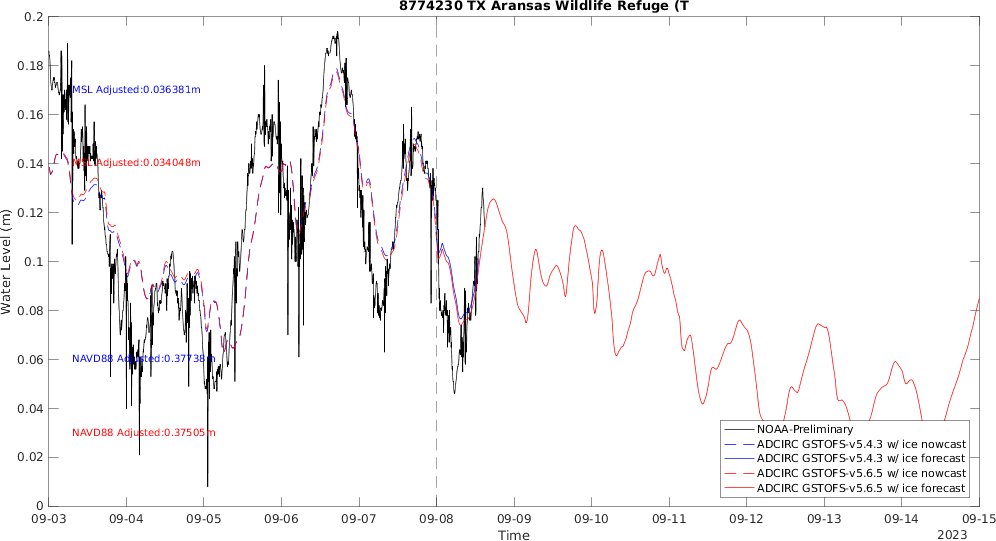 8774230 TX Aransas Wildlife Refuge (T
0.2
0.18
0.16
0.14
0.12
0.1
0.08
0.06
0.04
0.02
0
Water Level (m)
MSL Adjusted:0.036381m
MSL Adjusted:0.034048m
NAVD88 Adjusted:0.37738m
NAVD88 Adjusted:0.37505m
NOAA-Preliminary
ADCIRC GSTOFS-v5.4.3 w/ ice nowcast
ADCIRC GSTOFS-v5.4.3 w/ ice forecast
ADCIRC GSTOFS-v5.6.5 w/ ice nowcast
ADCIRC GSTOFS-v5.6.5 w/ ice forecast
09-03 09-04 09-05 09-06 09-07 09-08 09-09 09-10 09-11 09-12 09-13 09-14 09-15
Time
2023